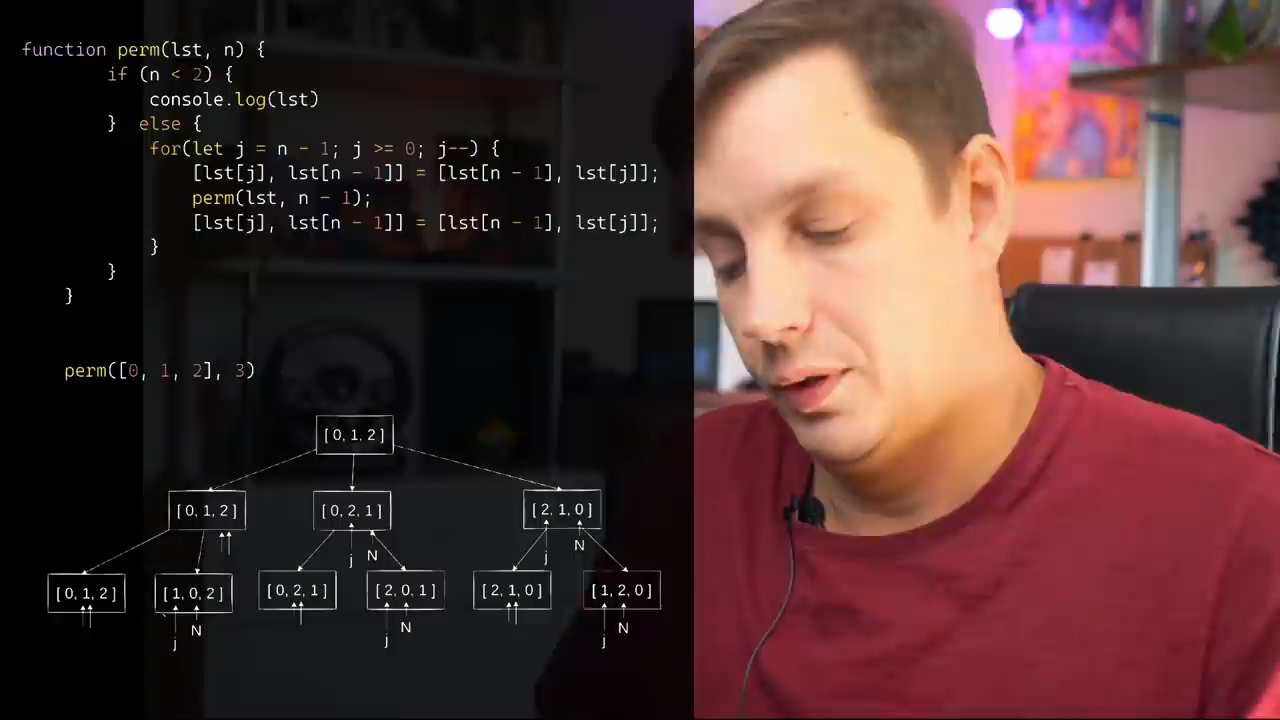 function perm(lst, n) {
if (n < 2) {
console.log(lst)
} else {
for(let j = n - 1; j >= 0; j--) {
[lst[j], lst[n - 1]] = [lst[n - 1], lst[j]];
perm(lst, n - 1);
[lst[j], lst[n - 1]] = [lst[n - 1], lst[j]];
}
}
}
perm([0, 1, 2], 3)
[ 0, 1, 2 ]
[ 0, 1, 2 ] [ 0, 2, 1 ] [ 2, 1, 0 ]
j N j N
[ 0, 1, 2 ] [ 1, 0, 2 ] [ 0, 2, 1 ] [ 2, 0, 1 ] [ 2, 1, 0 ] [ 1, 2, 0 ]
j N j N j N